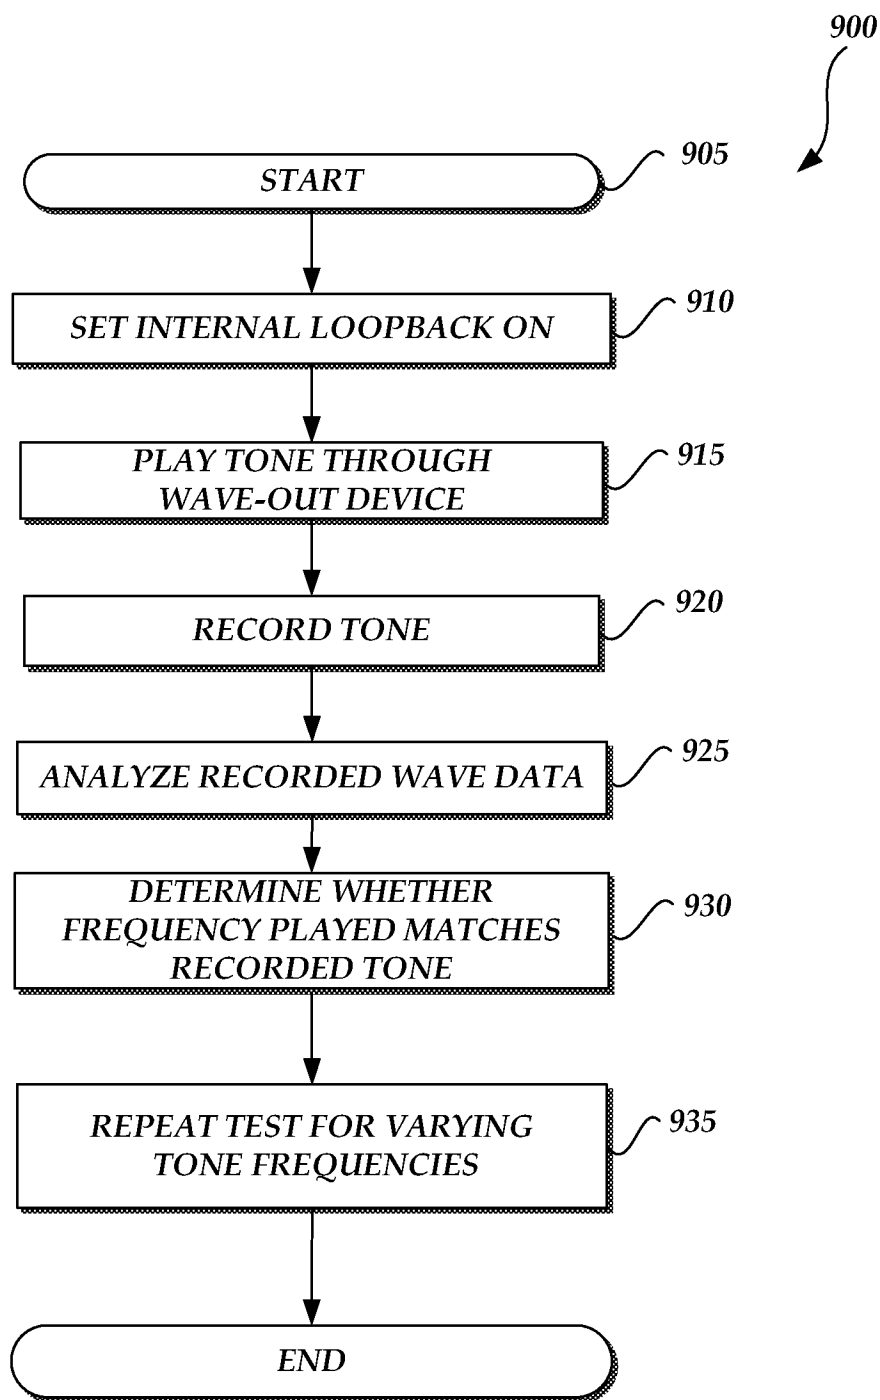 900
START
905
SET INTERNAL LOOPBACK ON
910
PLAY TONE THROUGH
WAVE-OUT DEVICE
915
RECORD TONE
920
ANALYZE RECORDED WAVE DATA
925
DETERMINE WHETHER
FREQUENCY PLAYED MATCHES
RECORDED TONE
930
REPEAT TEST FOR VARYING
TONE FREQUENCIES
935
END